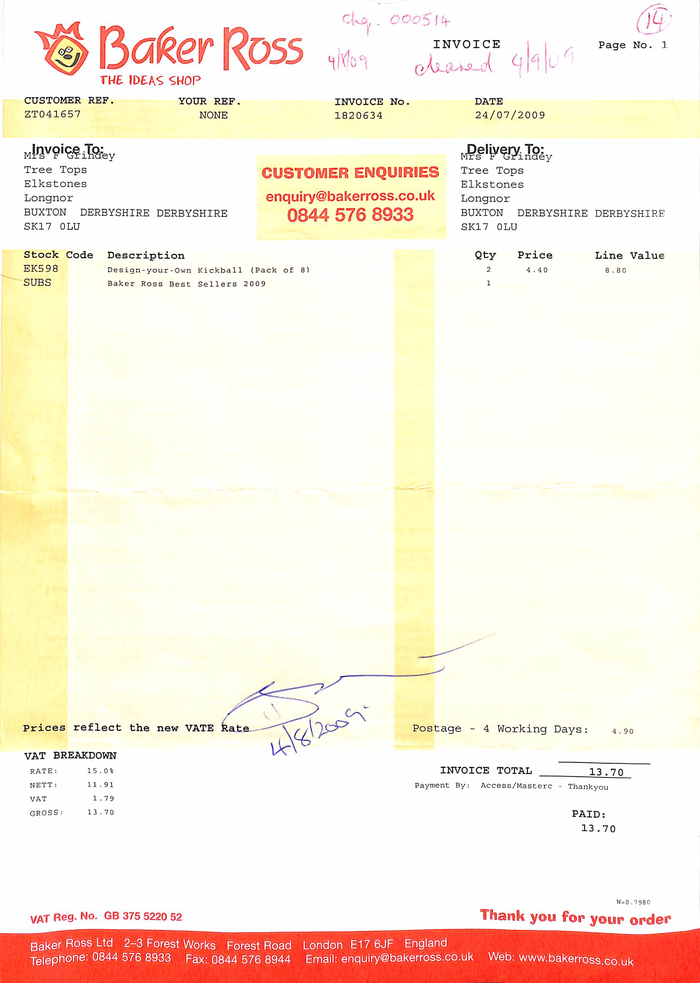 Baker Ross
THE IDEAS SHOP
Chq. 000514
4/8/09
cleared 4/9/09
14
INVOICE
Page No. 1
CUSTOMER REF. YOUR REF. INVOICE No. DATE
ZT041657 NONE 1820634 24/07/2009
Invoice To:
Mrs F Grindey
Tree Tops
Elkstones
Longnor
BUXTON DERBYSHIRE DERBYSHIRE
SK17 0LU
CUSTOMER ENQUIRIES
enquiry@bakerross.co.uk
0844 576 8933
Delivery To:
Mrs F Grindey
Tree Tops
Elkstones
Longnor
BUXTON DERBYSHIRE DERBYSHIRE
SK17 0LU
Stock Code Description Qty Price Line Value
EK598 Design-your-Own Kickball (Pack of 8) 2 4.40 8.80
SUBS Baker Ross Best Sellers 2009 1
4/8/2009.
Prices reflect the new VATE Rate
Postage - 4 Working Days: 4.90
VAT BREAKDOWN
RATE: 15.0%
NETT: 11.91
VAT 1.79
GROSS: 13.70
INVOICE TOTAL 13.70
Payment By: Access/Masterc - Thankyou
PAID:
13.70
W=0.7980
VAT Reg. No. GB 375 5220 52
Thank you for your order
Baker Ross Ltd 2–3 Forest Works Forest Road London E17 6JF England
Telephone: 0844 576 8933 Fax: 0844 576 8944 Email: enquiry@bakerross.co.uk Web: www.bakerross.co.uk